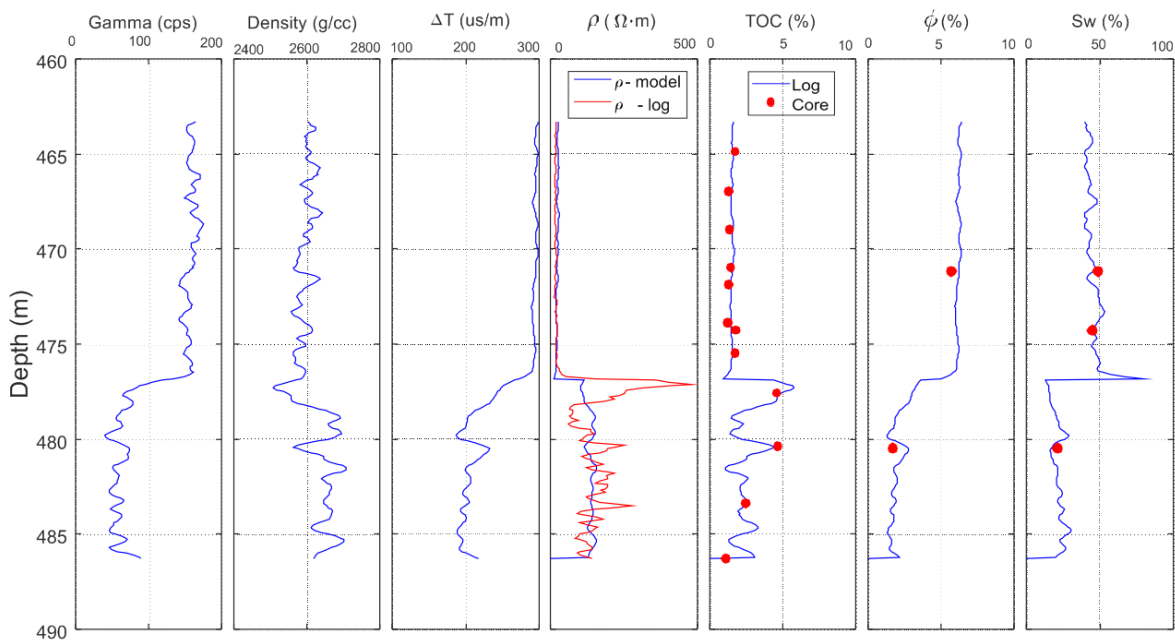 Gamma (cps) Density (g/cc) ΔT (us/m) ρ ( Ω·m) TOC (%) ϕ (%) Sw (%)
0 100 200 2400 2600 2800 100 200 300 0 500 0 5 10 0 5 10 0 50 100
460
ρ - model
ρ - log
Log
Core
465
470
475
Depth (m)
480
485
490